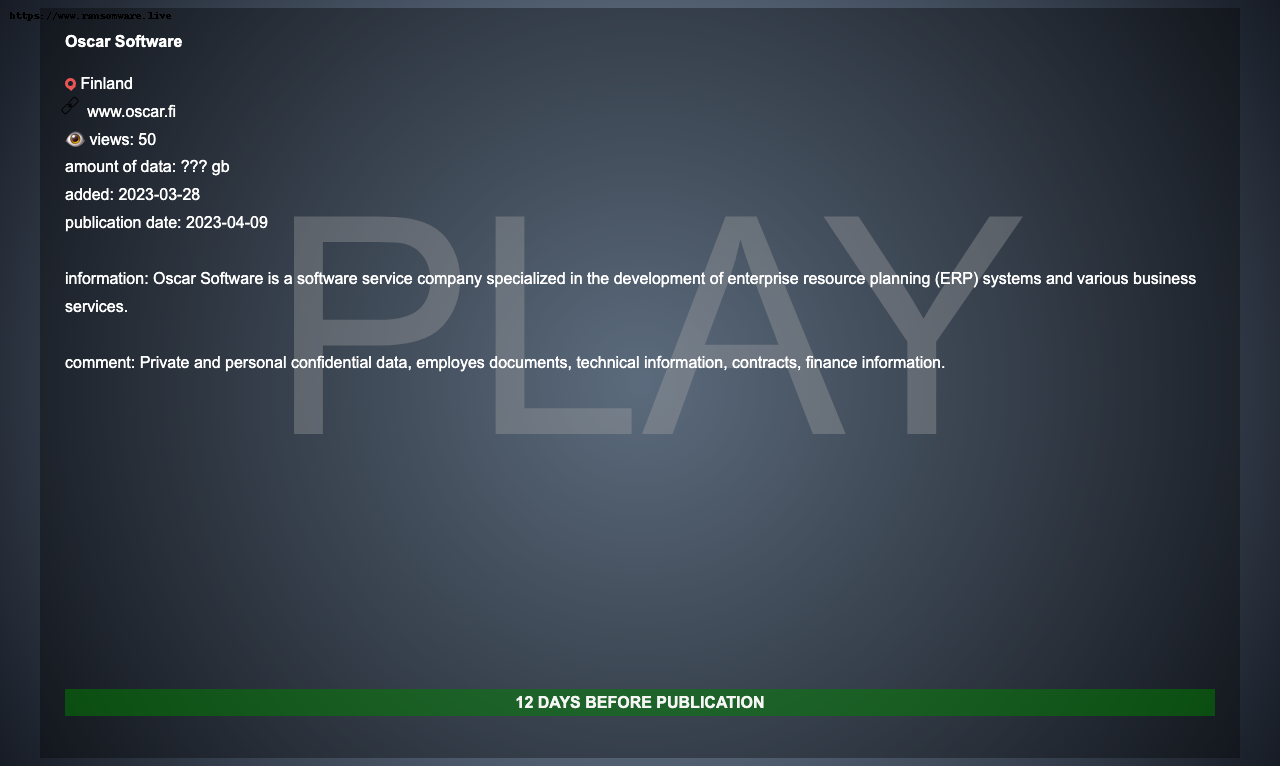 https://www.ransomware.live
Oscar Software
Finland
www.oscar.fi
views: 50
amount of data: ??? gb
added: 2023-03-28
publication date: 2023-04-09
PLAY
information: Oscar Software is a software service company specialized in the development of enterprise resource planning (ERP) systems and various business
services.
comment: Private and personal confidential data, employes documents, technical information, contracts, finance information.
12 DAYS BEFORE PUBLICATION